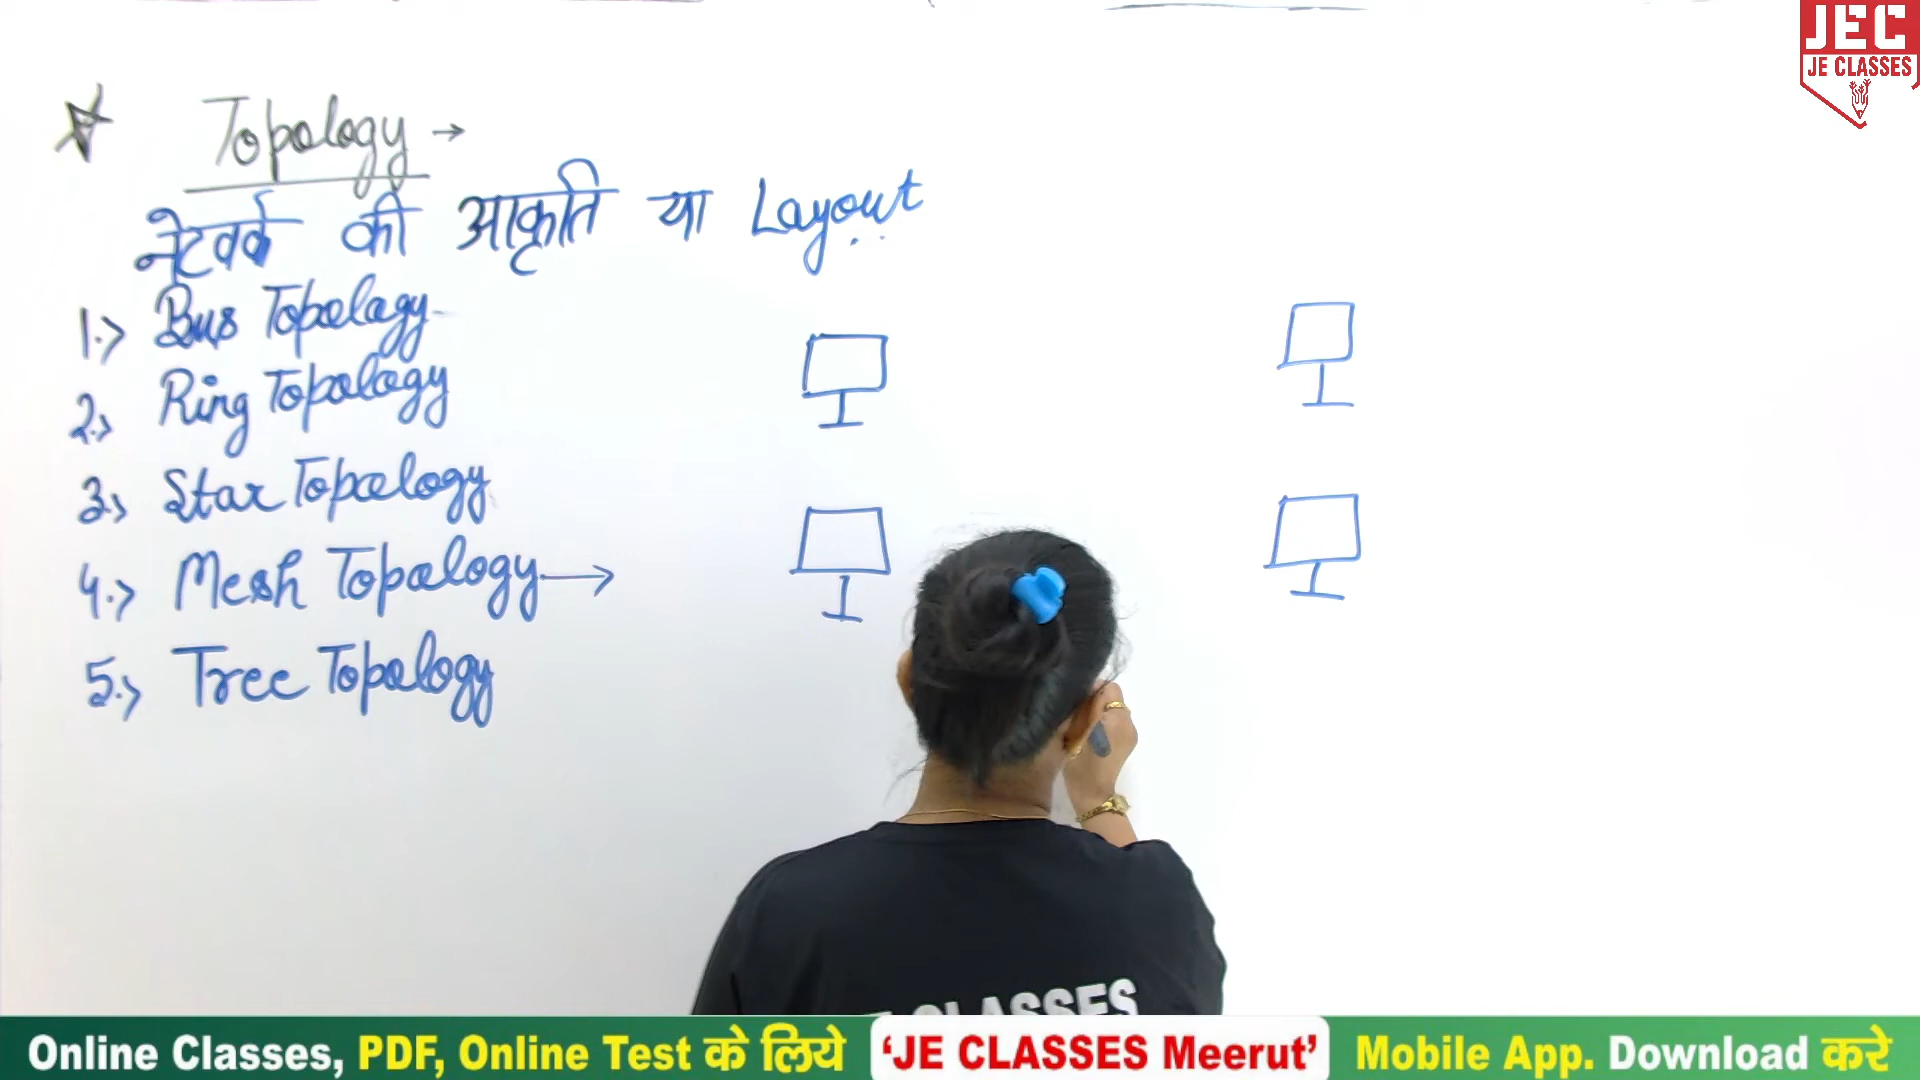 JEC
JE CLASSES
Topology →
नेटवर्क की आकृति या Layout
1.> Bus Topology
2.> Ring Topology
3.> Star Topology
4.> Mesh Topology →
5.> Tree Topology
CLASSES
Online Classes, PDF, Online Test के लिये 'JE CLASSES Meerut' Mobile App. Download करे